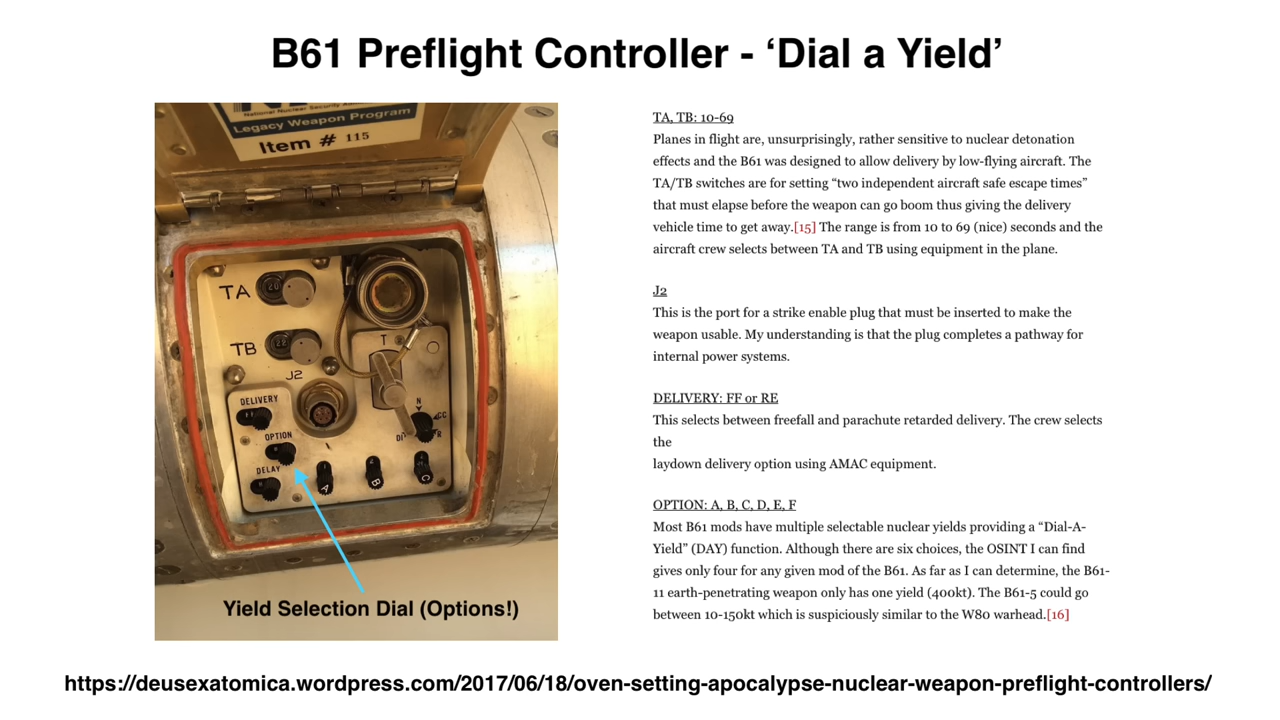 B61 Preflight Controller - ‘Dial a Yield’
National Nuclear Security
Legacy Weapon Program
Item # 115
TA
20
TB
J2
T
DELIVERY
N
OPTION
DELAY
A
B
C
Yield Selection Dial (Options!)
TA, TB: 10-69
Planes in flight are, unsurprisingly, rather sensitive to nuclear detonation
effects and the B61 was designed to allow delivery by low-flying aircraft. The
TA/TB switches are for setting “two independent aircraft safe escape times”
that must elapse before the weapon can go boom thus giving the delivery
vehicle time to get away.[15] The range is from 10 to 69 (nice) seconds and the
aircraft crew selects between TA and TB using equipment in the plane.
J2
This is the port for a strike enable plug that must be inserted to make the
weapon usable. My understanding is that the plug completes a pathway for
internal power systems.
DELIVERY: FF or RE
This selects between freefall and parachute retarded delivery. The crew selects
the
laydown delivery option using AMAC equipment.
OPTION: A, B, C, D, E, F
Most B61 mods have multiple selectable nuclear yields providing a “Dial-A-
Yield” (DAY) function. Although there are six choices, the OSINT I can find
gives only four for any given mod of the B61. As far as I can determine, the B61-
11 earth-penetrating weapon only has one yield (400kt). The B61-5 could go
between 10-150kt which is suspiciously similar to the W80 warhead.[16]
https://deusexatomica.wordpress.com/2017/06/18/oven-setting-apocalypse-nuclear-weapon-preflight-controllers/